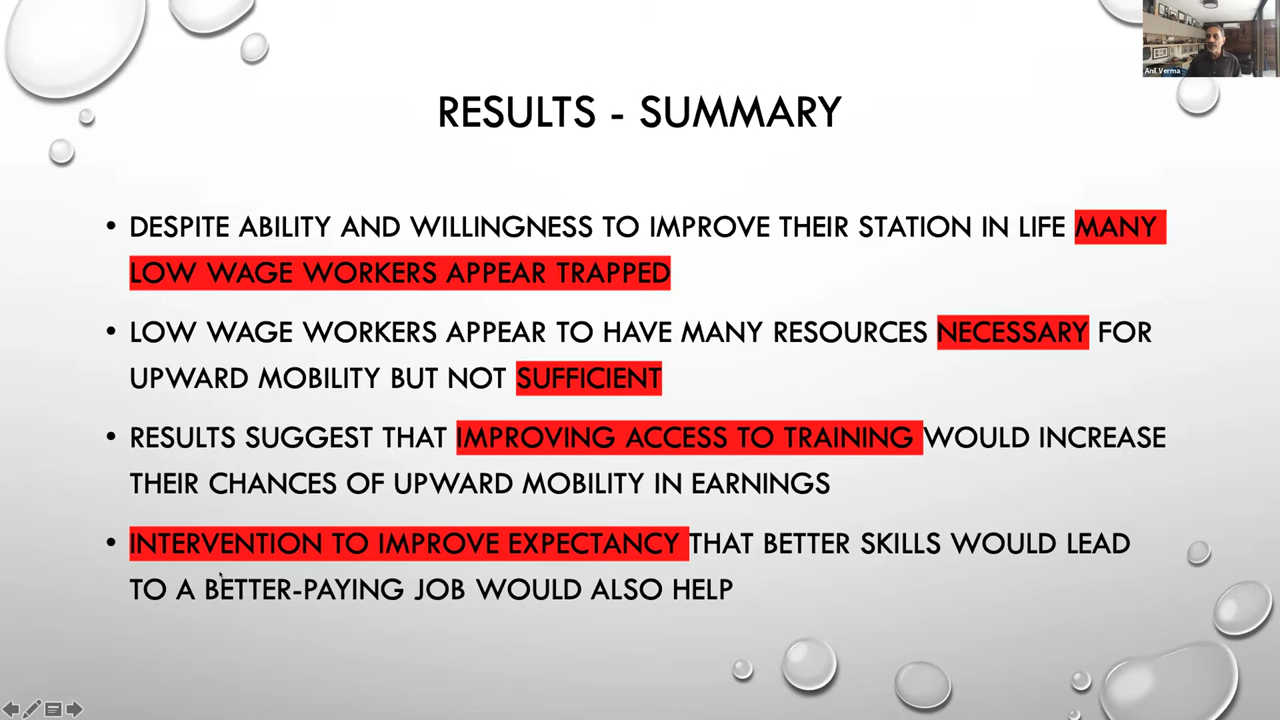 Anil Verma
RESULTS - SUMMARY
• DESPITE ABILITY AND WILLINGNESS TO IMPROVE THEIR STATION IN LIFE MANY
LOW WAGE WORKERS APPEAR TRAPPED
• LOW WAGE WORKERS APPEAR TO HAVE MANY RESOURCES NECESSARY FOR
UPWARD MOBILITY BUT NOT SUFFICIENT
• RESULTS SUGGEST THAT IMPROVING ACCESS TO TRAINING WOULD INCREASE
THEIR CHANCES OF UPWARD MOBILITY IN EARNINGS
• INTERVENTION TO IMPROVE EXPECTANCY THAT BETTER SKILLS WOULD LEAD
TO A BETTER-PAYING JOB WOULD ALSO HELP